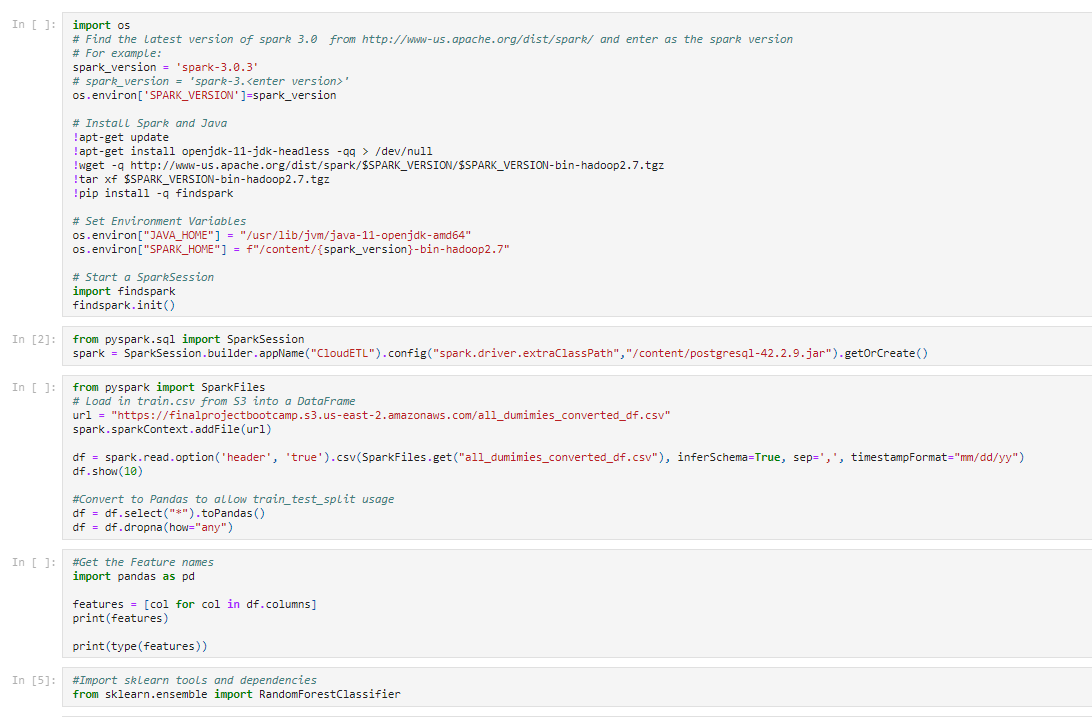 In [ ]:
import os
# Find the latest version of spark 3.0  from http://www-us.apache.org/dist/spark/ and enter as the spark version
# For example:
spark_version = 'spark-3.0.3'
# spark_version = 'spark-3.<enter version>'
os.environ['SPARK_VERSION']=spark_version

# Install Spark and Java
!apt-get update
!apt-get install openjdk-11-jdk-headless -qq > /dev/null
!wget -q http://www-us.apache.org/dist/spark/$SPARK_VERSION/$SPARK_VERSION-bin-hadoop2.7.tgz
!tar xf $SPARK_VERSION-bin-hadoop2.7.tgz
!pip install -q findspark

# Set Environment Variables
os.environ["JAVA_HOME"] = "/usr/lib/jvm/java-11-openjdk-amd64"
os.environ["SPARK_HOME"] = f"/content/{spark_version}-bin-hadoop2.7"

# Start a SparkSession
import findspark
findspark.init()
In [2]:
from pyspark.sql import SparkSession
spark = SparkSession.builder.appName("CloudETL").config("spark.driver.extraClassPath","/content/postgresql-42.2.9.jar").getOrCreate()
In [ ]:
from pyspark import SparkFiles
# Load in train.csv from S3 into a DataFrame
url = "https://finalprojectbootcamp.s3.us-east-2.amazonaws.com/all_dumimies_converted_df.csv"
spark.sparkContext.addFile(url)

df = spark.read.option('header', 'true').csv(SparkFiles.get("all_dumimies_converted_df.csv"), inferSchema=True, sep=',', timestampFormat="mm/dd/yy")
df.show(10)

#Convert to Pandas to allow train_test_split usage
df = df.select("*").toPandas()
df = df.dropna(how="any")
In [ ]:
#Get the Feature names
import pandas as pd

features = [col for col in df.columns]
print(features)

print(type(features))
In [5]:
#Import sklearn tools and dependencies
from sklearn.ensemble import RandomForestClassifier